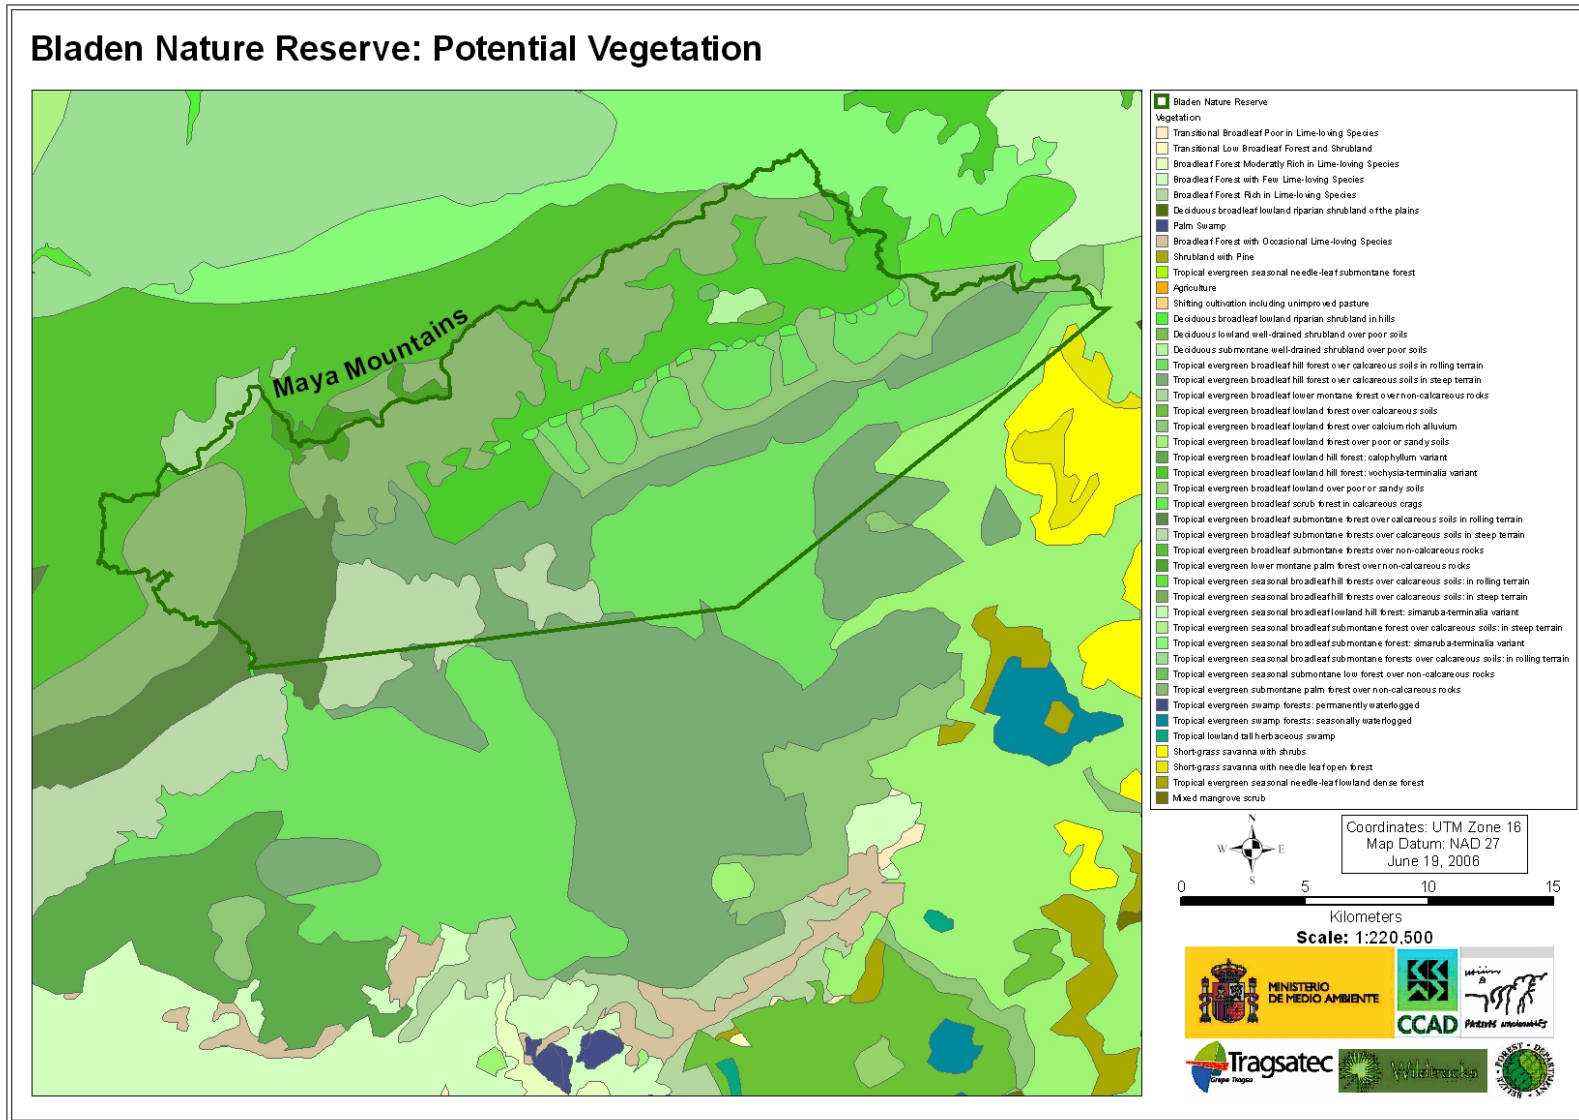 Bladen Nature Reserve: Potential Vegetation
Maya Mountains
Bladen Nature Reserve
Vegetation
Transitional Broadleaf Poor in Lime-loving Species
Transitional Low Broadleaf Forest and Shrubland
Broadleaf Forest Moderatly Rich in Lime-loving Species
Broadleaf Forest with Few Lime-loving Species
Broadleaf Forest Rich in Lime-loving Species
Deciduous broadleaf lowland riparian shrubland of the plains
Palm Swamp
Broadleaf Forest with Occasional Lime-loving Species
Shrubland with Pine
Tropical evergreen seasonal needle-leaf submontane forest
Agriculture
Shifting cultivation including unimproved pasture
Deciduous broadleaf lowland riparian shrubland in hills
Deciduous lowland well-drained shrubland over poor soils
Deciduous submontane well-drained shrubland over poor soils
Tropical evergreen broadleaf hill forest over calcareous soils in rolling terrain
Tropical evergreen broadleaf hill forest over calcareous soils in steep terrain
Tropical evergreen broadleaf lower montane forest over non-calcareous rocks
Tropical evergreen broadleaf lowland forest over calcareous soils
Tropical evergreen broadleaf lowland forest over calcium rich alluvium
Tropical evergreen broadleaf lowland forest over poor or sandy soils
Tropical evergreen broadleaf lowland hill forest: calophyllum variant
Tropical evergreen broadleaf lowland hill forest: vochysia-terminalia variant
Tropical evergreen broadleaf lowland over poor or sandy soils
Tropical evergreen broadleaf scrub forest in calcareous crags
Tropical evergreen broadleaf submontane forest over calcareous soils in rolling terrain
Tropical evergreen broadleaf submontane forest over calcareous soils in steep terrain
Tropical evergreen broadleaf submontane forests over non-calcareous rocks
Tropical evergreen lower montane palm forest over non-calcareous rocks
Tropical evergreen seasonal broadleaf hill forests over calcareous soils: in rolling terrain
Tropical evergreen seasonal broadleaf hill forests over calcareous soils: in steep terrain
Tropical evergreen seasonal broadleaf lowland hill forest: simaruba-terminalia variant
Tropical evergreen seasonal broadleaf submontane forest over calcareous soils: in steep terrain
Tropical evergreen seasonal broadleaf submontane forest: simaruba-terminalia variant
Tropical evergreen seasonal broadleaf submontane forests over calcareous soils: in rolling terrain
Tropical evergreen seasonal submontane low forest over non-calcareous rocks
Tropical evergreen submontane palm forest over non-calcareous rocks
Tropical evergreen swamp forests: permanently waterlogged
Tropical evergreen swamp forests: seasonally waterlogged
Tropical lowland tall herbaceous swamp
Short-grass savanna with shrubs
Short-grass savanna with needle leaf open forest
Tropical evergreen seasonal needle-leaf lowland dense forest
Mixed mangrove scrub
N
W E
S
Coordinates: UTM Zone 16
Map Datum: NAD 27
June 19, 2006
0 5 10 15
Kilometers
Scale: 1:220,500
MINISTERIO
DE MEDIO AMBIENTE
CCAD
Tragsatec
Grupo Tragsa
Wildtracks
BELIZE · FOREST · DEPARTMENT